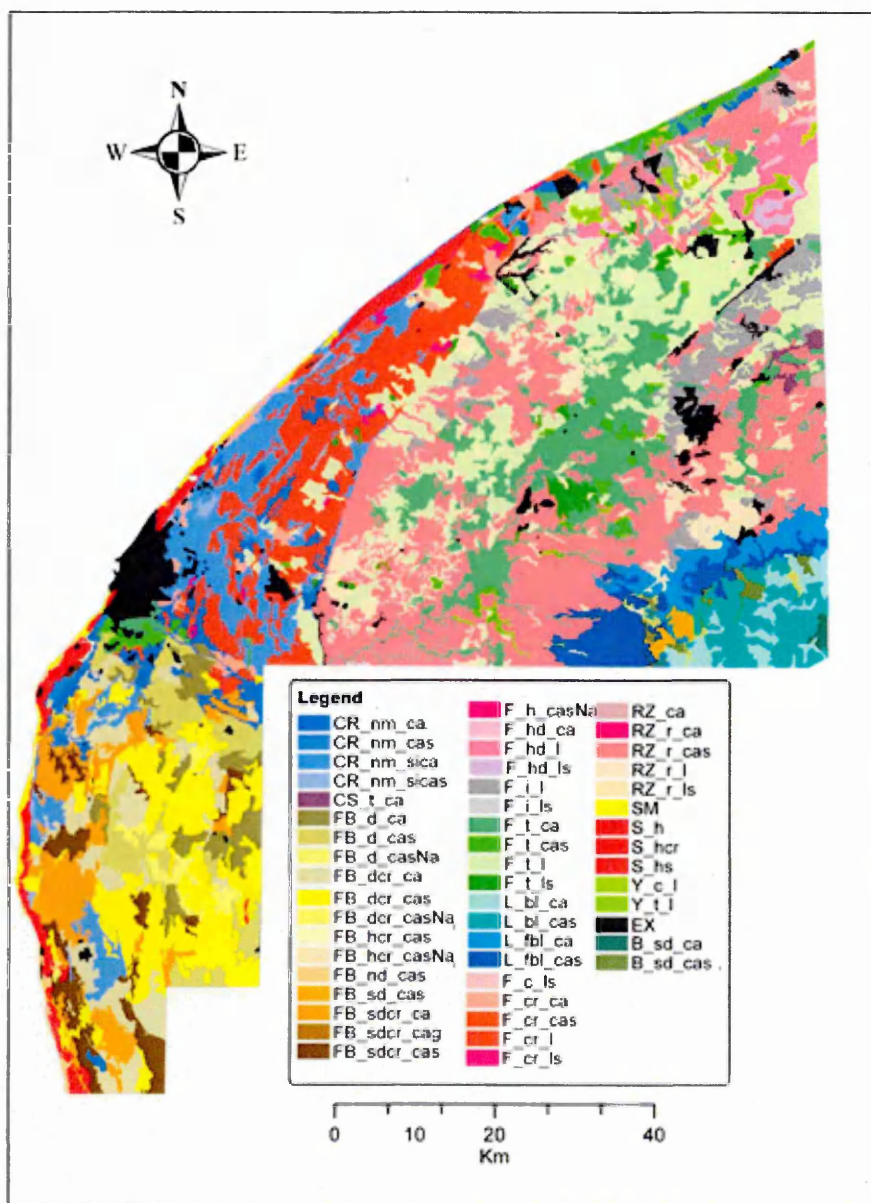 N
W E
S
Legend
CR_nm_ca
CR_nm_cas
CR_nm_sica
CR_nm_sicas
CS_t_ca
FB_d_ca
FB_d_cas
FB_d_casNa
FB_dcr_ca
FB_dcr_cas
FB_dcr_casNa
FB_hcr_cas
FB_hcr_casNa
FB_nd_cas
FB_sd_cas
FB_sdcr_ca
FB_sdcr_cag
FB_sdcr_cas
F_h_casNa
F_hd_ca
F_hd_l
F_hd_ls
F_i_l
F_i_ls
F_t_ca
F_t_cas
F_t_l
F_t_ls
L_bl_ca
L_bl_cas
L_fbl_ca
L_fbl_cas
F_c_ls
F_cr_ca
F_cr_cas
F_cr_l
F_cr_ls
RZ_ca
RZ_r_ca
RZ_r_cas
RZ_r_l
RZ_r_ls
SM
S_h
S_hcr
S_hs
Y_c_l
Y_t_l
EX
B_sd_ca
B_sd_cas
0 10 20 40
Km